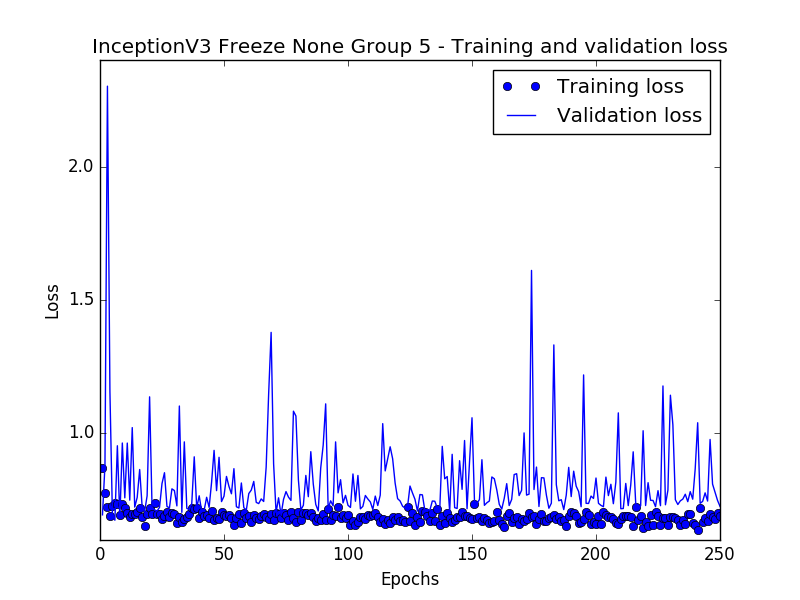 InceptionV3 Freeze None Group 5 - Training and validation loss
Training loss
Validation loss
2.0
1.5
1.0
Loss
0
50
100
150
200
250
Epochs